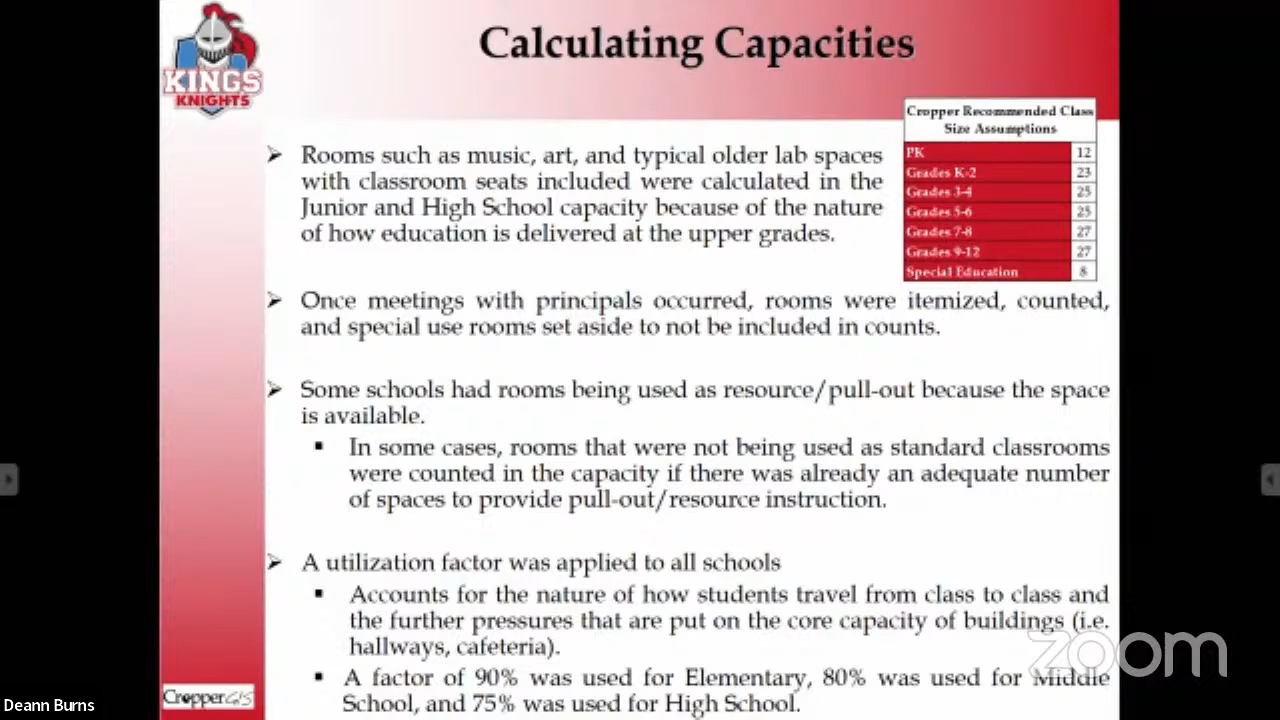 KINGS
KNIGHTS
Calculating Capacities
Cropper Recommended Class
Size Assumptions
PK 12
Grades K-2 23
Grades 3-4 25
Grades 5-6 25
Grades 7-8 27
Grades 9-12 27
Special Education 8
➢ Rooms such as music, art, and typical older lab spaces
with classroom seats included were calculated in the
Junior and High School capacity because of the nature
of how education is delivered at the upper grades.
➢ Once meetings with principals occurred, rooms were itemized, counted,
and special use rooms set aside to not be included in counts.
➢ Some schools had rooms being used as resource/pull-out because the space
is available.
▪ In some cases, rooms that were not being used as standard classrooms
were counted in the capacity if there was already an adequate number
of spaces to provide pull-out/resource instruction.
➢ A utilization factor was applied to all schools
▪ Accounts for the nature of how students travel from class to class and
the further pressures that are put on the core capacity of buildings (i.e.
hallways, cafeteria).
▪ A factor of 90% was used for Elementary, 80% was used for Middle
School, and 75% was used for High School.
zoom
CropperGIS
Deann Burns